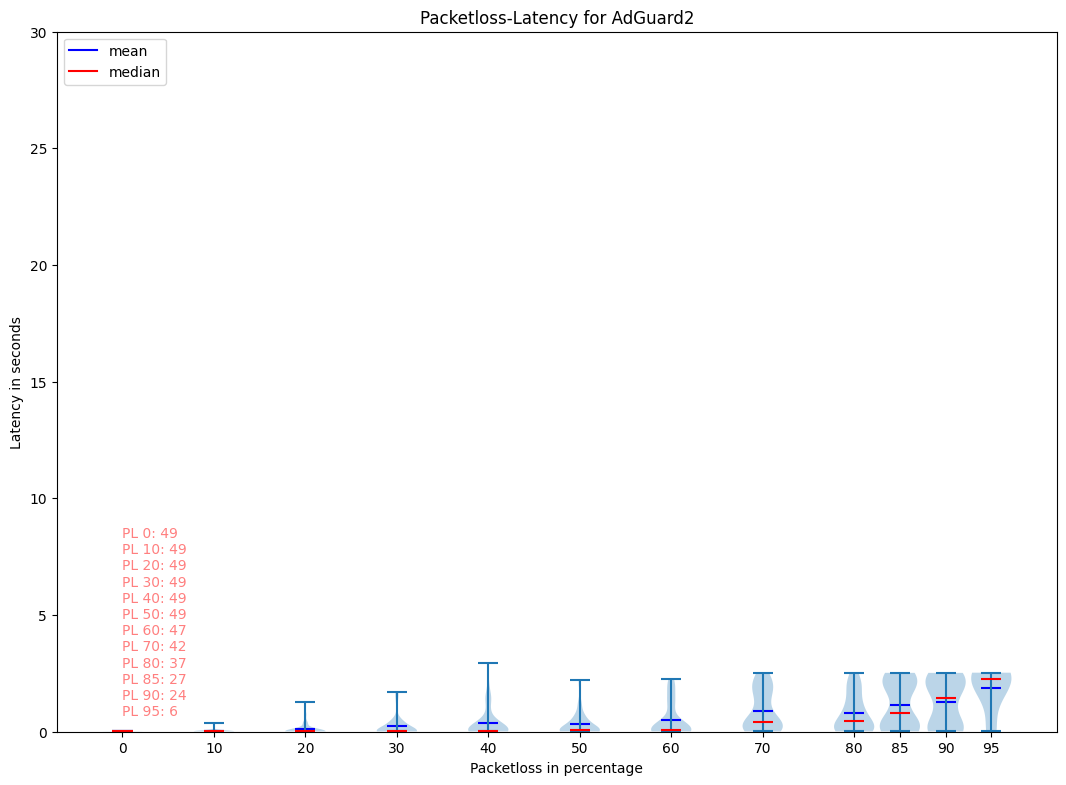 Packetloss-Latency for AdGuard2
30
25
20
15
10
5
0
Latency in seconds
mean
median
PL 0: 49
PL 10: 49
PL 20: 49
PL 30: 49
PL 40: 49
PL 50: 49
PL 60: 47
PL 70: 42
PL 80: 37
PL 85: 27
PL 90: 24
PL 95: 6
0 10 20 30 40 50 60 70 80 85 90 95
Packetloss in percentage